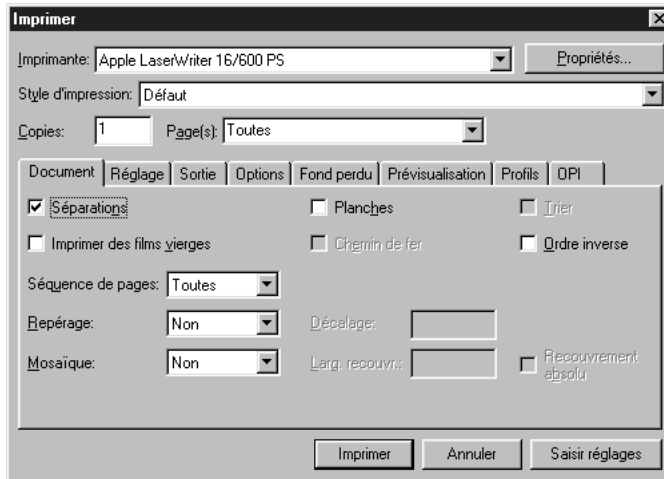 Imprimer
Imprimante: Apple LaserWriter 16/600 PS Propriétés...
Style d'impression: Défaut
Copies: 1 Page(s): Toutes
Document Réglage Sortie Options Fond perdu Prévisualisation Profils OPI
Séparations Planches Trier
Imprimer des films vierges Chemin de fer Ordre inverse
Séquence de pages: Toutes
Repérage: Non Décalage:
Mosaïque: Non Larg. recouvr.: Recouvrement absolu
Imprimer Annuler Saisir réglages